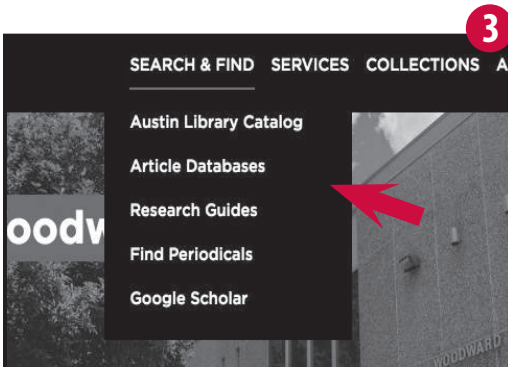 3
SEARCH & FIND SERVICES COLLECTIONS A
Austin Library Catalog
Article Databases
Research Guides
Find Periodicals
Google Scholar
oodw
WOODWARD